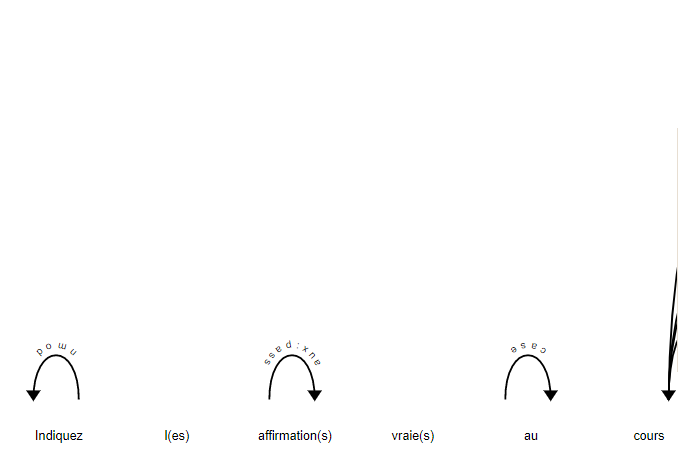 nmod aux:pass case
Indiquez l(es) affirmation(s) vraie(s) au cours